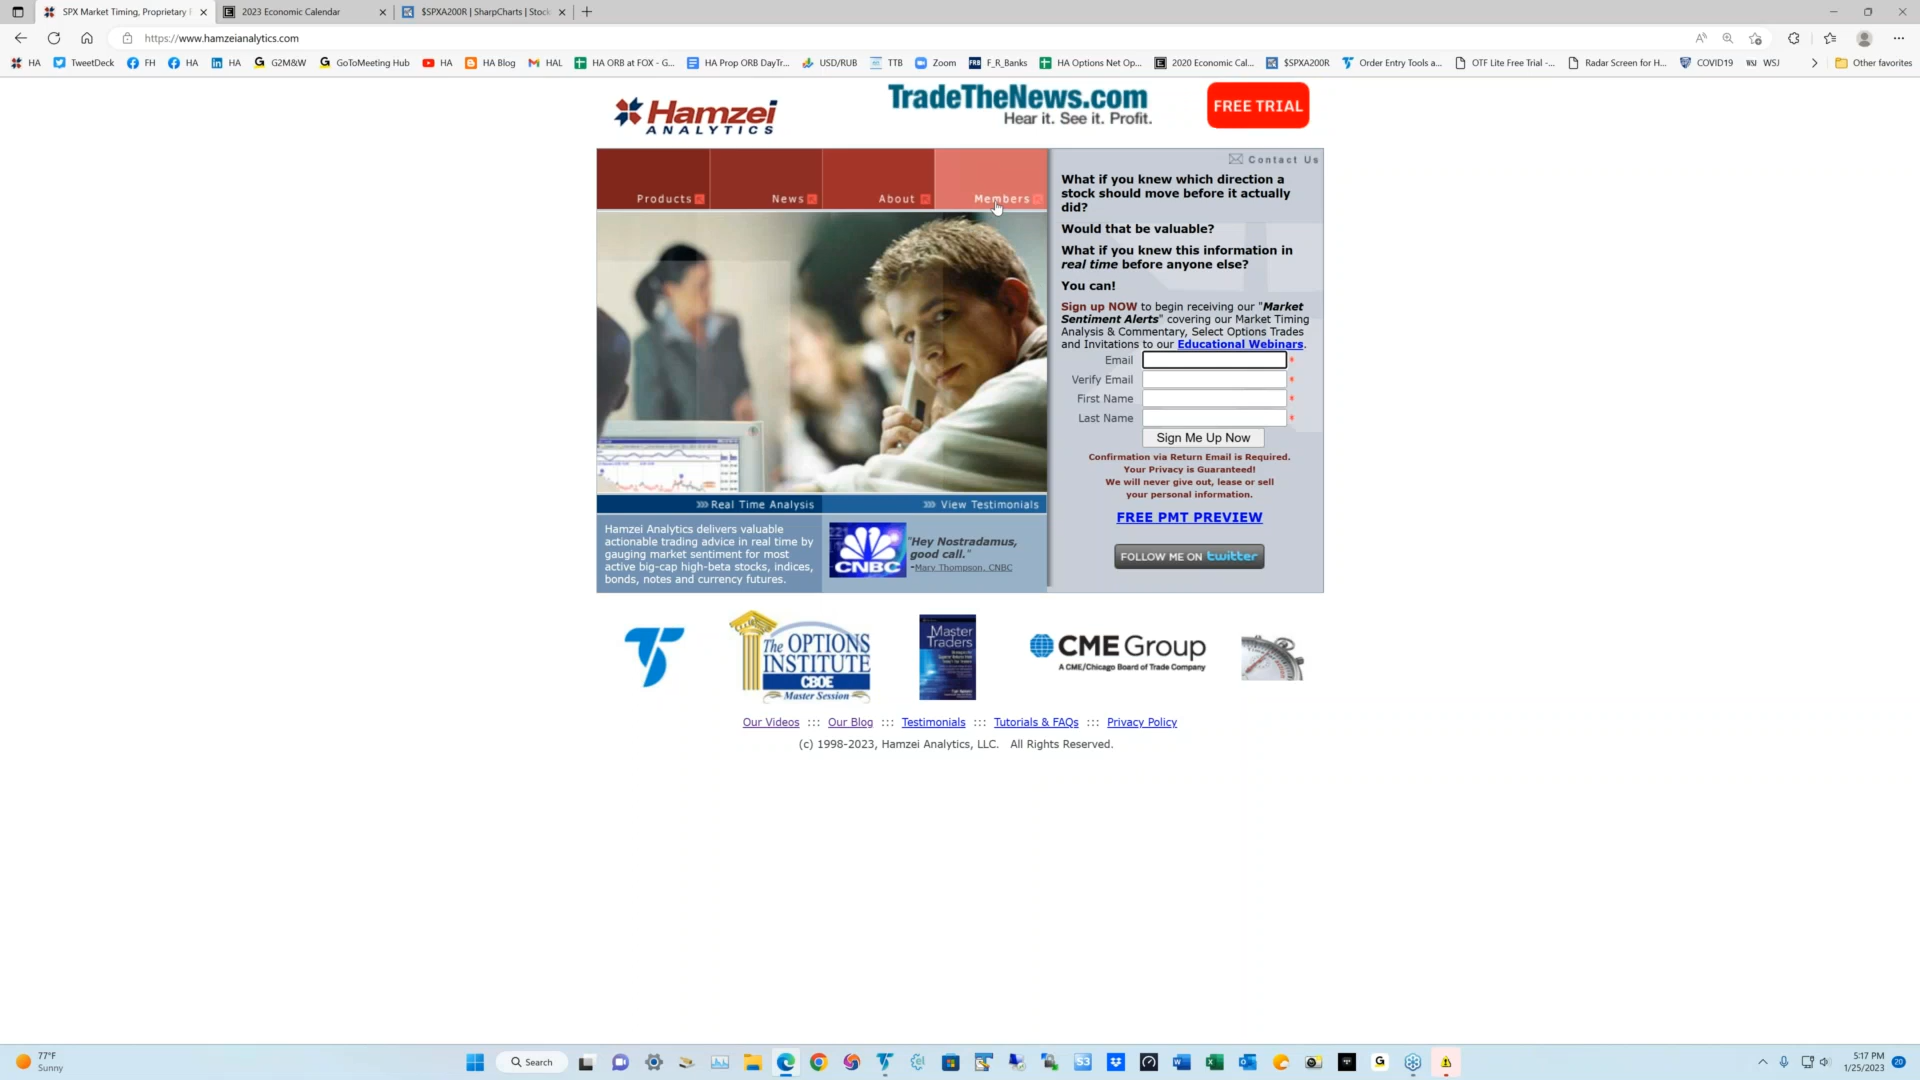 SPX Market Timing, Proprietary
2023 Economic Calendar
$SPXA200R | SharpCharts | Stock
https://www.hamzeianalytics.com
HA
TweetDeck
FH
HA
HA
G2M&W
GoToMeeting Hub
HA
HA Blog
HAL
HA ORB at FOX - G...
HA Prop ORB DayTr...
USD/RUB
TTB
Zoom
F_R_Banks
HA Options Net Op...
2020 Economic Cal...
$SPXA200R
Order Entry Tools a...
OTF Lite Free Trial -...
Radar Screen for H...
COVID19
WSJ WSJ
Other favorites
Hamzei
ANALYTICS
TradeTheNews.com
Hear it. See it. Profit.
FREE TRIAL
Products
News
About
Members
Contact Us
What if you knew which direction a
stock should move before it actually
did?
Would that be valuable?
What if you knew this information in
real time before anyone else?
You can!
Sign up NOW to begin receiving our "Market
Sentiment Alerts" covering our Market Timing
Analysis & Commentary, Select Options Trades
and Invitations to our Educational Webinars.
Email *
Verify Email *
First Name *
Last Name *
Sign Me Up Now
Confirmation via Return Email is Required.
Your Privacy is Guaranteed!
We will never give out, lease or sell
your personal information.
FREE PMT PREVIEW
FOLLOW ME ON twitter
Real Time Analysis
View Testimonials
Hamzei Analytics delivers valuable
actionable trading advice in real time by
gauging market sentiment for most
active big-cap high-beta stocks, indices,
bonds, notes and currency futures.
CNBC
"Hey Nostradamus,
good call."
-Mary Thompson, CNBC
The OPTIONS
INSTITUTE
CBOE
Master Session
Master
Traders
CME Group
A CME/Chicago Board of Trade Company
Our Videos ::: Our Blog ::: Testimonials ::: Tutorials & FAQs ::: Privacy Policy
(c) 1998-2023, Hamzei Analytics, LLC. All Rights Reserved.
77°F
Sunny
Search
S3
5:17 PM
1/25/2023
20